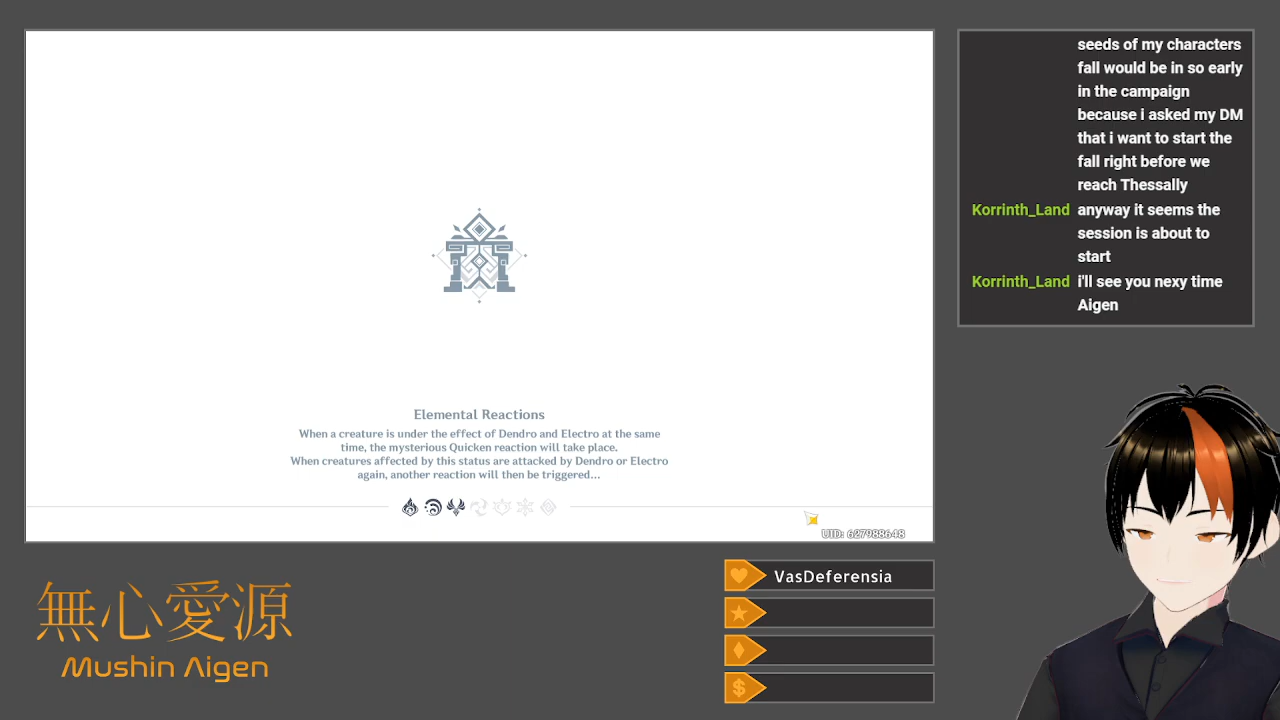 seeds of my characters
fall would be in so early
in the campaign
because i asked my DM
that i want to start the
fall right before we
reach Thessally
Korrinth_Land anyway it seems the
session is about to
start
Korrinth_Land i'll see you nexy time
Aigen
Elemental Reactions
When a creature is under the effect of Dendro and Electro at the same
time, the mysterious Quicken reaction will take place.
When creatures affected by this status are attacked by Dendro or Electro
again, another reaction will then be triggered...
UID: 627988648
VasDeferensia
無心愛源
Mushin Aigen